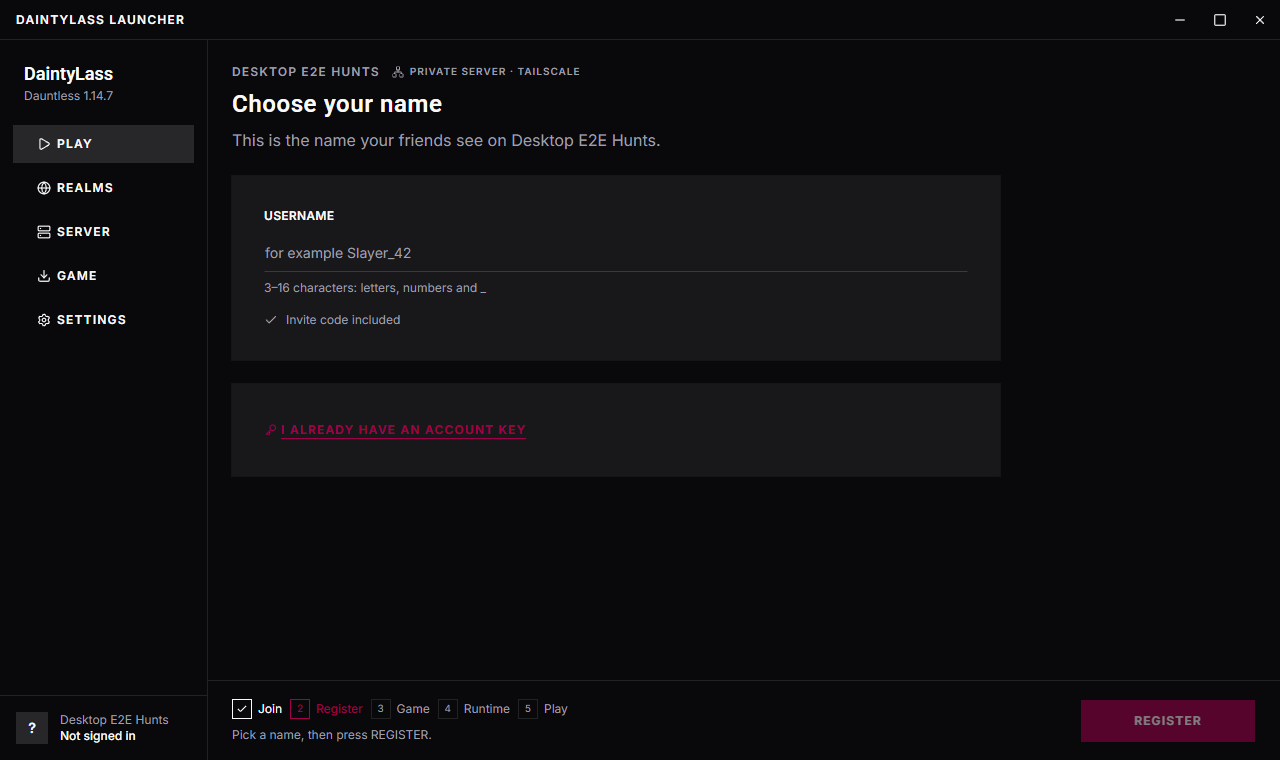 DAINTYLASS LAUNCHER
DaintyLass
Dauntless 1.14.7
PLAY
REALMS
SERVER
GAME
SETTINGS
Desktop E2E Hunts
?
Not signed in
DESKTOP E2E HUNTS PRIVATE SERVER · TAILSCALE
Choose your name
This is the name your friends see on Desktop E2E Hunts.
USERNAME
for example Slayer_42
3–16 characters: letters, numbers and _
Invite code included
I ALREADY HAVE AN ACCOUNT KEY
Join 2 Register 3 Game 4 Runtime 5 Play
Pick a name, then press REGISTER.
REGISTER